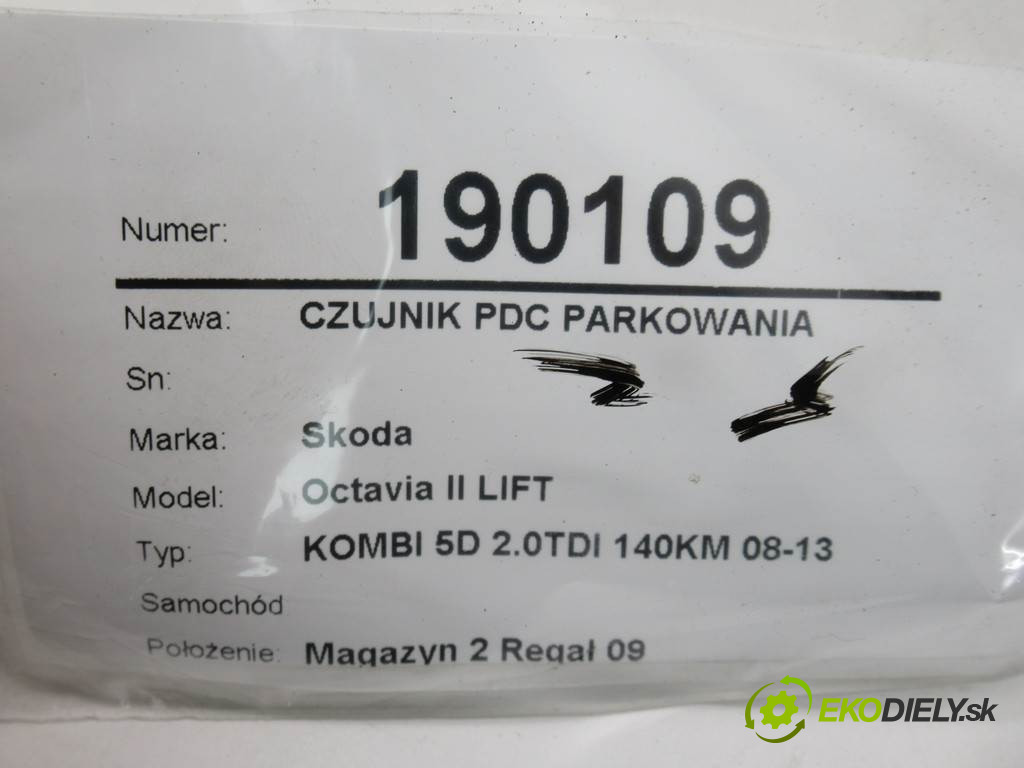 Numer: 190109
Nazwa: CZUJNIK PDC PARKOWANIA
Sn:
Marka: Skoda
Model: Octavia II LIFT
Typ: KOMBI 5D 2.0TDI 140KM 08-13
Samochód
Położenie: Magazyn 2 Regał 09
EKODIELY.sk